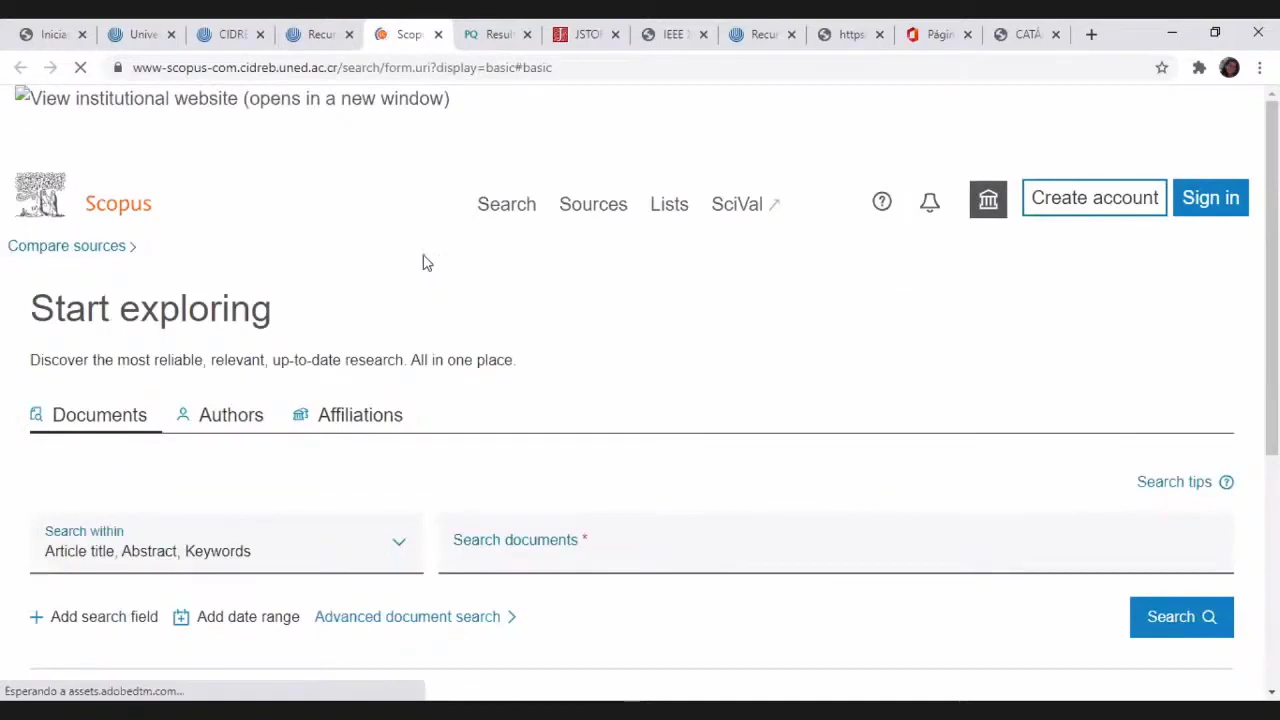 Inicia
Unive
CIDRE
Recur
Scop
PQ Result
JSTOR
IEEE
Recur
https
Págin
CATÁ
www-scopus-com.cidreb.uned.ac.cr/search/form.uri?display=basic#basic
View institutional website (opens in a new window)
Scopus
Search
Sources
Lists
SciVal ↗
Create account
Sign in
Compare sources >
Start exploring
Discover the most reliable, relevant, up-to-date research. All in one place.
Documents
Authors
Affiliations
Search tips
Search within
Article title, Abstract, Keywords
Search documents *
+ Add search field
Add date range
Advanced document search >
Search
Esperando a assets.adobedtm.com...